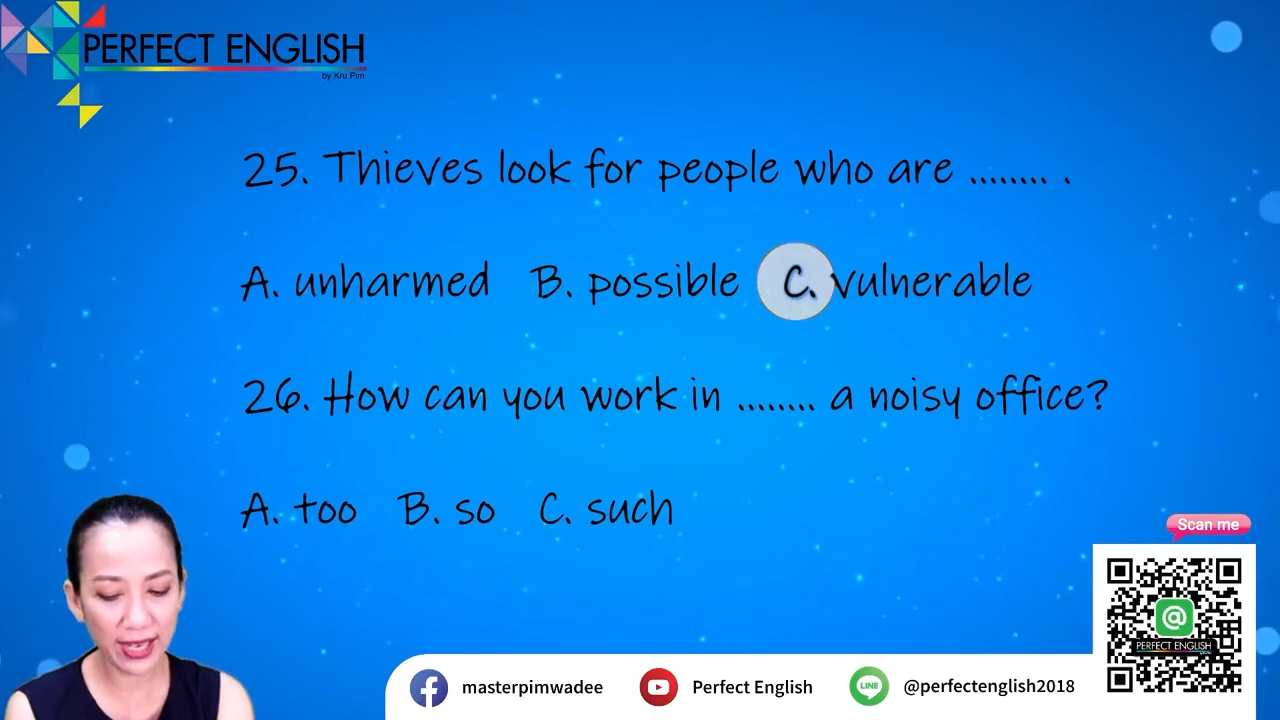 PERFECT ENGLISH
by Kru Pim
25. Thieves look for people who are ........ .
A. unharmed B. possible C. vulnerable
26. How can you work in ........ a noisy office?
A. too B. so C. such
Scan me
@
PERFECT ENGLISH
masterpimwadee Perfect English LINE @perfectenglish2018